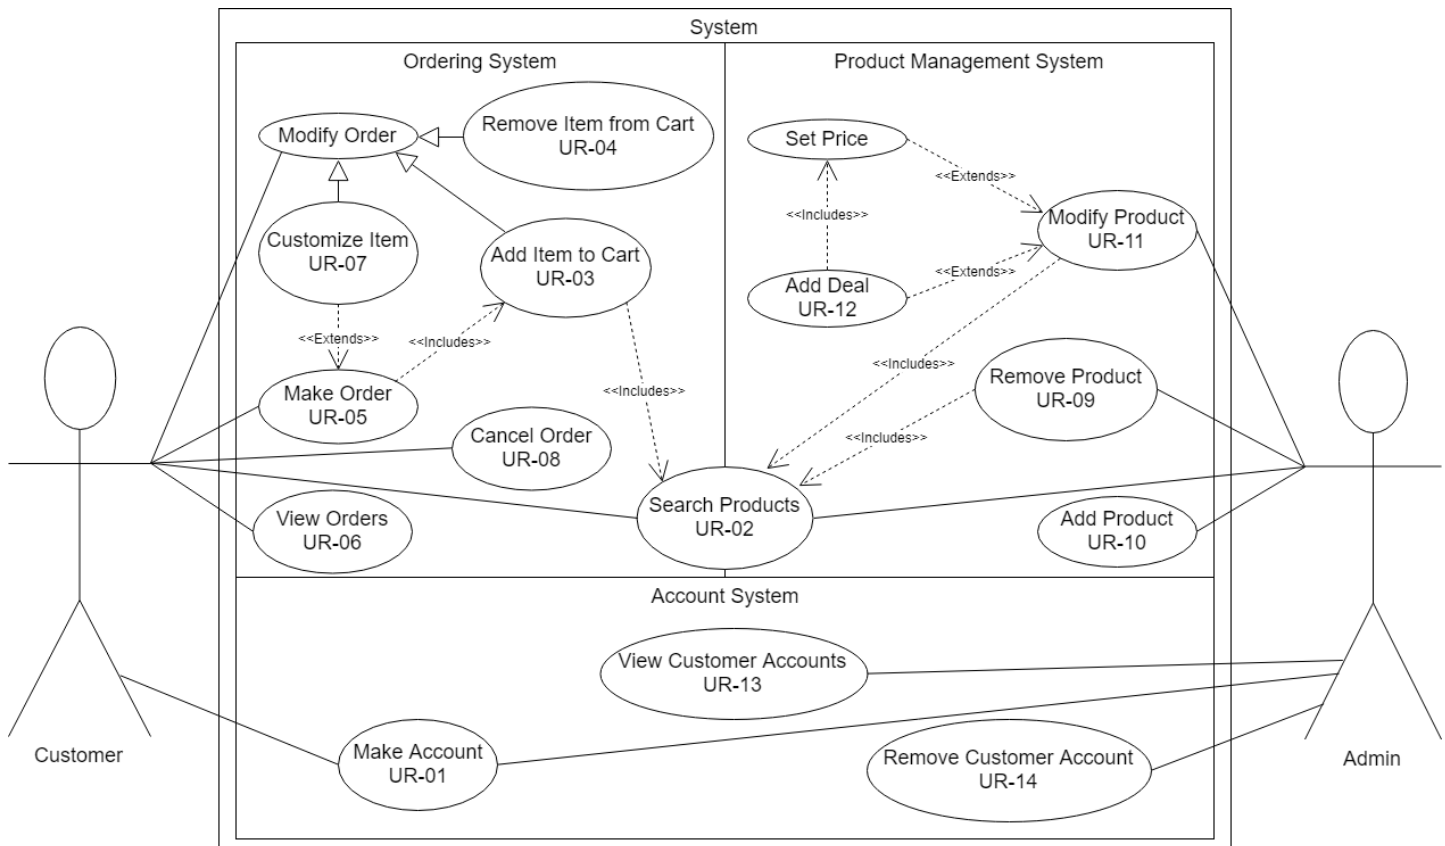 System
Ordering System
Modify Order
Remove Item from Cart
UR-04
Customize Item
UR-07
Add Item to Cart
UR-03
<<Extends>>
<<Includes>>
<<Includes>>
Make Order
UR-05
Cancel Order
UR-08
View Orders
UR-06
Search Products
UR-02
Product Management System
Set Price
<<Extends>>
<<Includes>>
Modify Product
UR-11
<<Extends>>
Add Deal
UR-12
<<Includes>>
Remove Product
UR-09
<<Includes>>
Add Product
UR-10
Account System
View Customer Accounts
UR-13
Make Account
UR-01
Remove Customer Account
UR-14
Customer
Admin